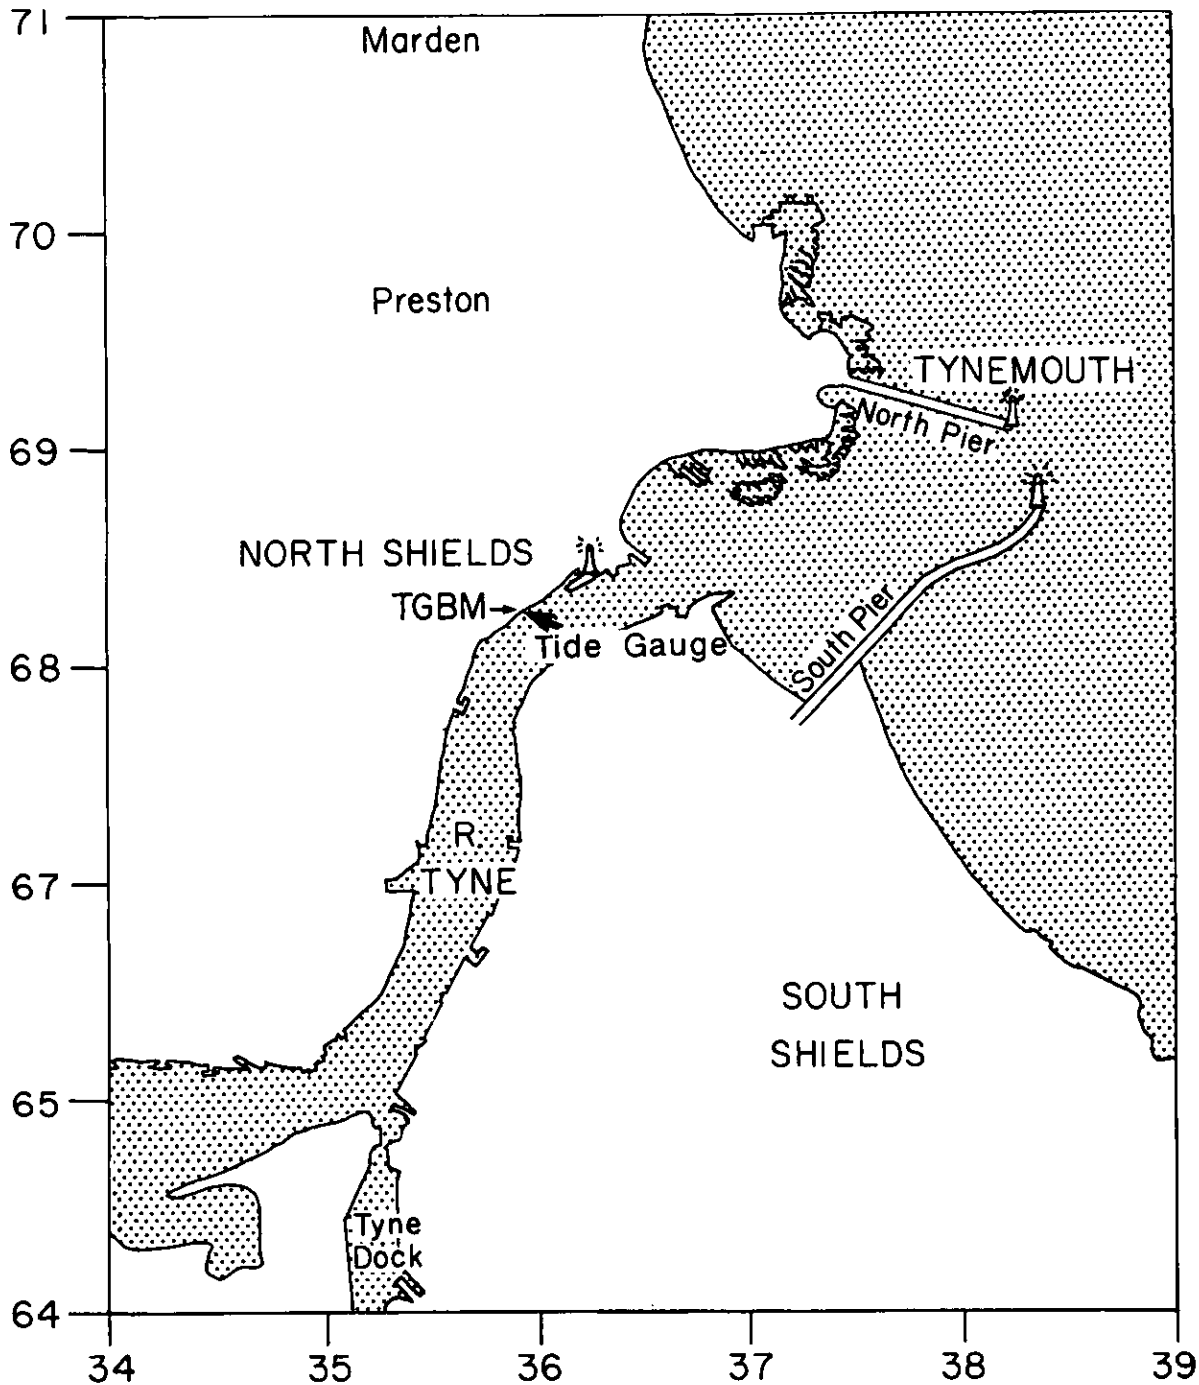 71
Marden
70
Preston
TYNEMOUTH
North Pier
69
NORTH SHIELDS
TGBM
Tide Gauge
South Pier
68
R.
TYNE
67
SOUTH
SHIELDS
65
Tyne
Dock
64
34 35 36 37 38 39